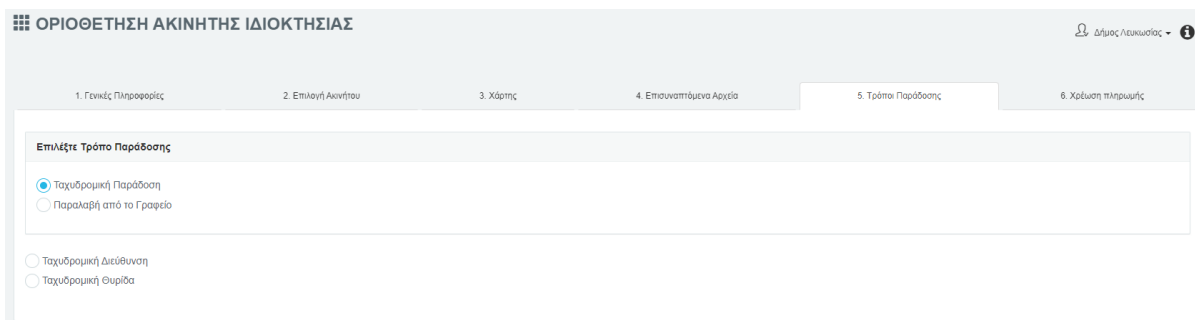 ΟΡΙΟΘΕΤΗΣΗ ΑΚΙΝΗΤΗΣ ΙΔΙΟΚΤΗΣΙΑΣ
Δήμος Λευκωσίας
1. Γενικές Πληροφορίες
2. Επιλογή Ακινήτου
3. Χάρτης
4. Επισυναπτόμενα Αρχεία
5. Τρόποι Παράδοσης
6. Χρέωση πληρωμής
Επιλέξτε Τρόπο Παράδοσης
Ταχυδρομική Παράδοση
Παραλαβή από το Γραφείο
Ταχυδρομική Διεύθυνση
Ταχυδρομική Θυρίδα